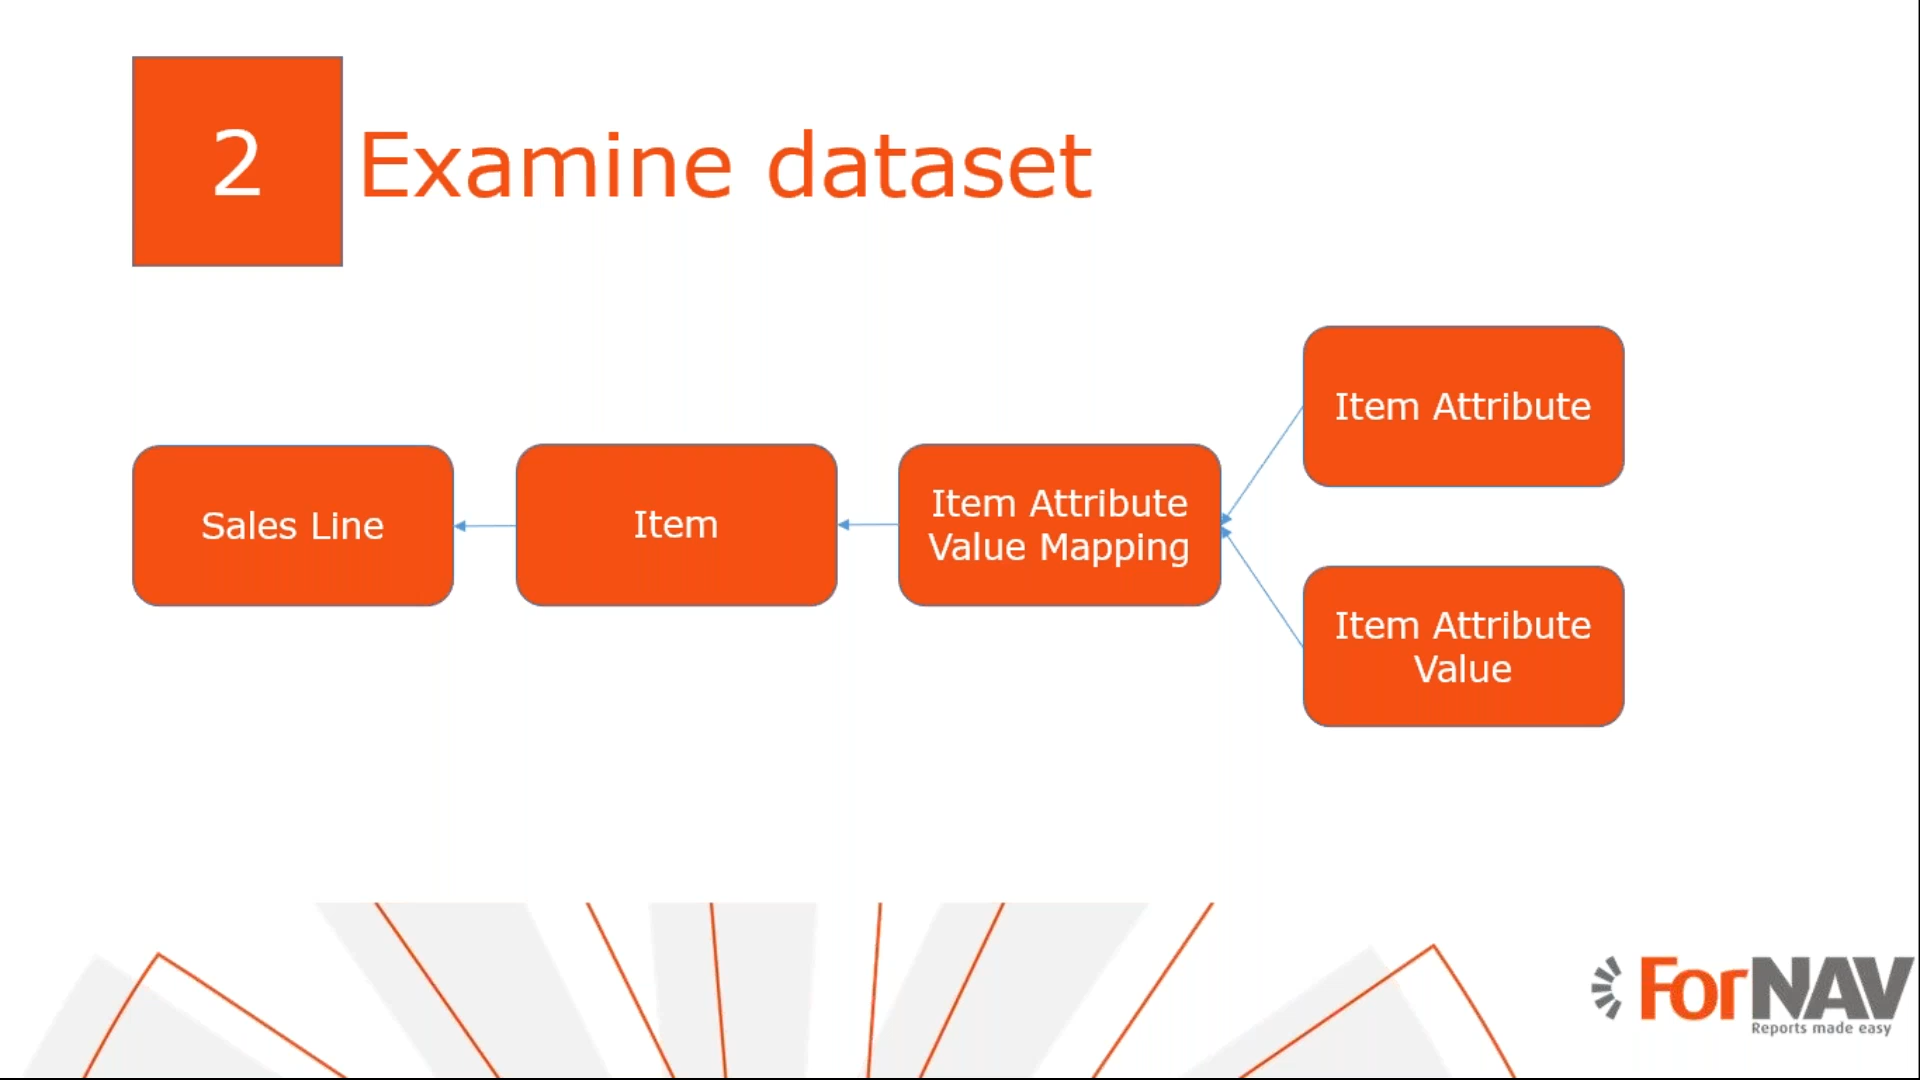 2
Examine dataset
Sales Line
Item
Item Attribute
Value Mapping
Item Attribute
Item Attribute
Value
ForNAV
Reports made easy